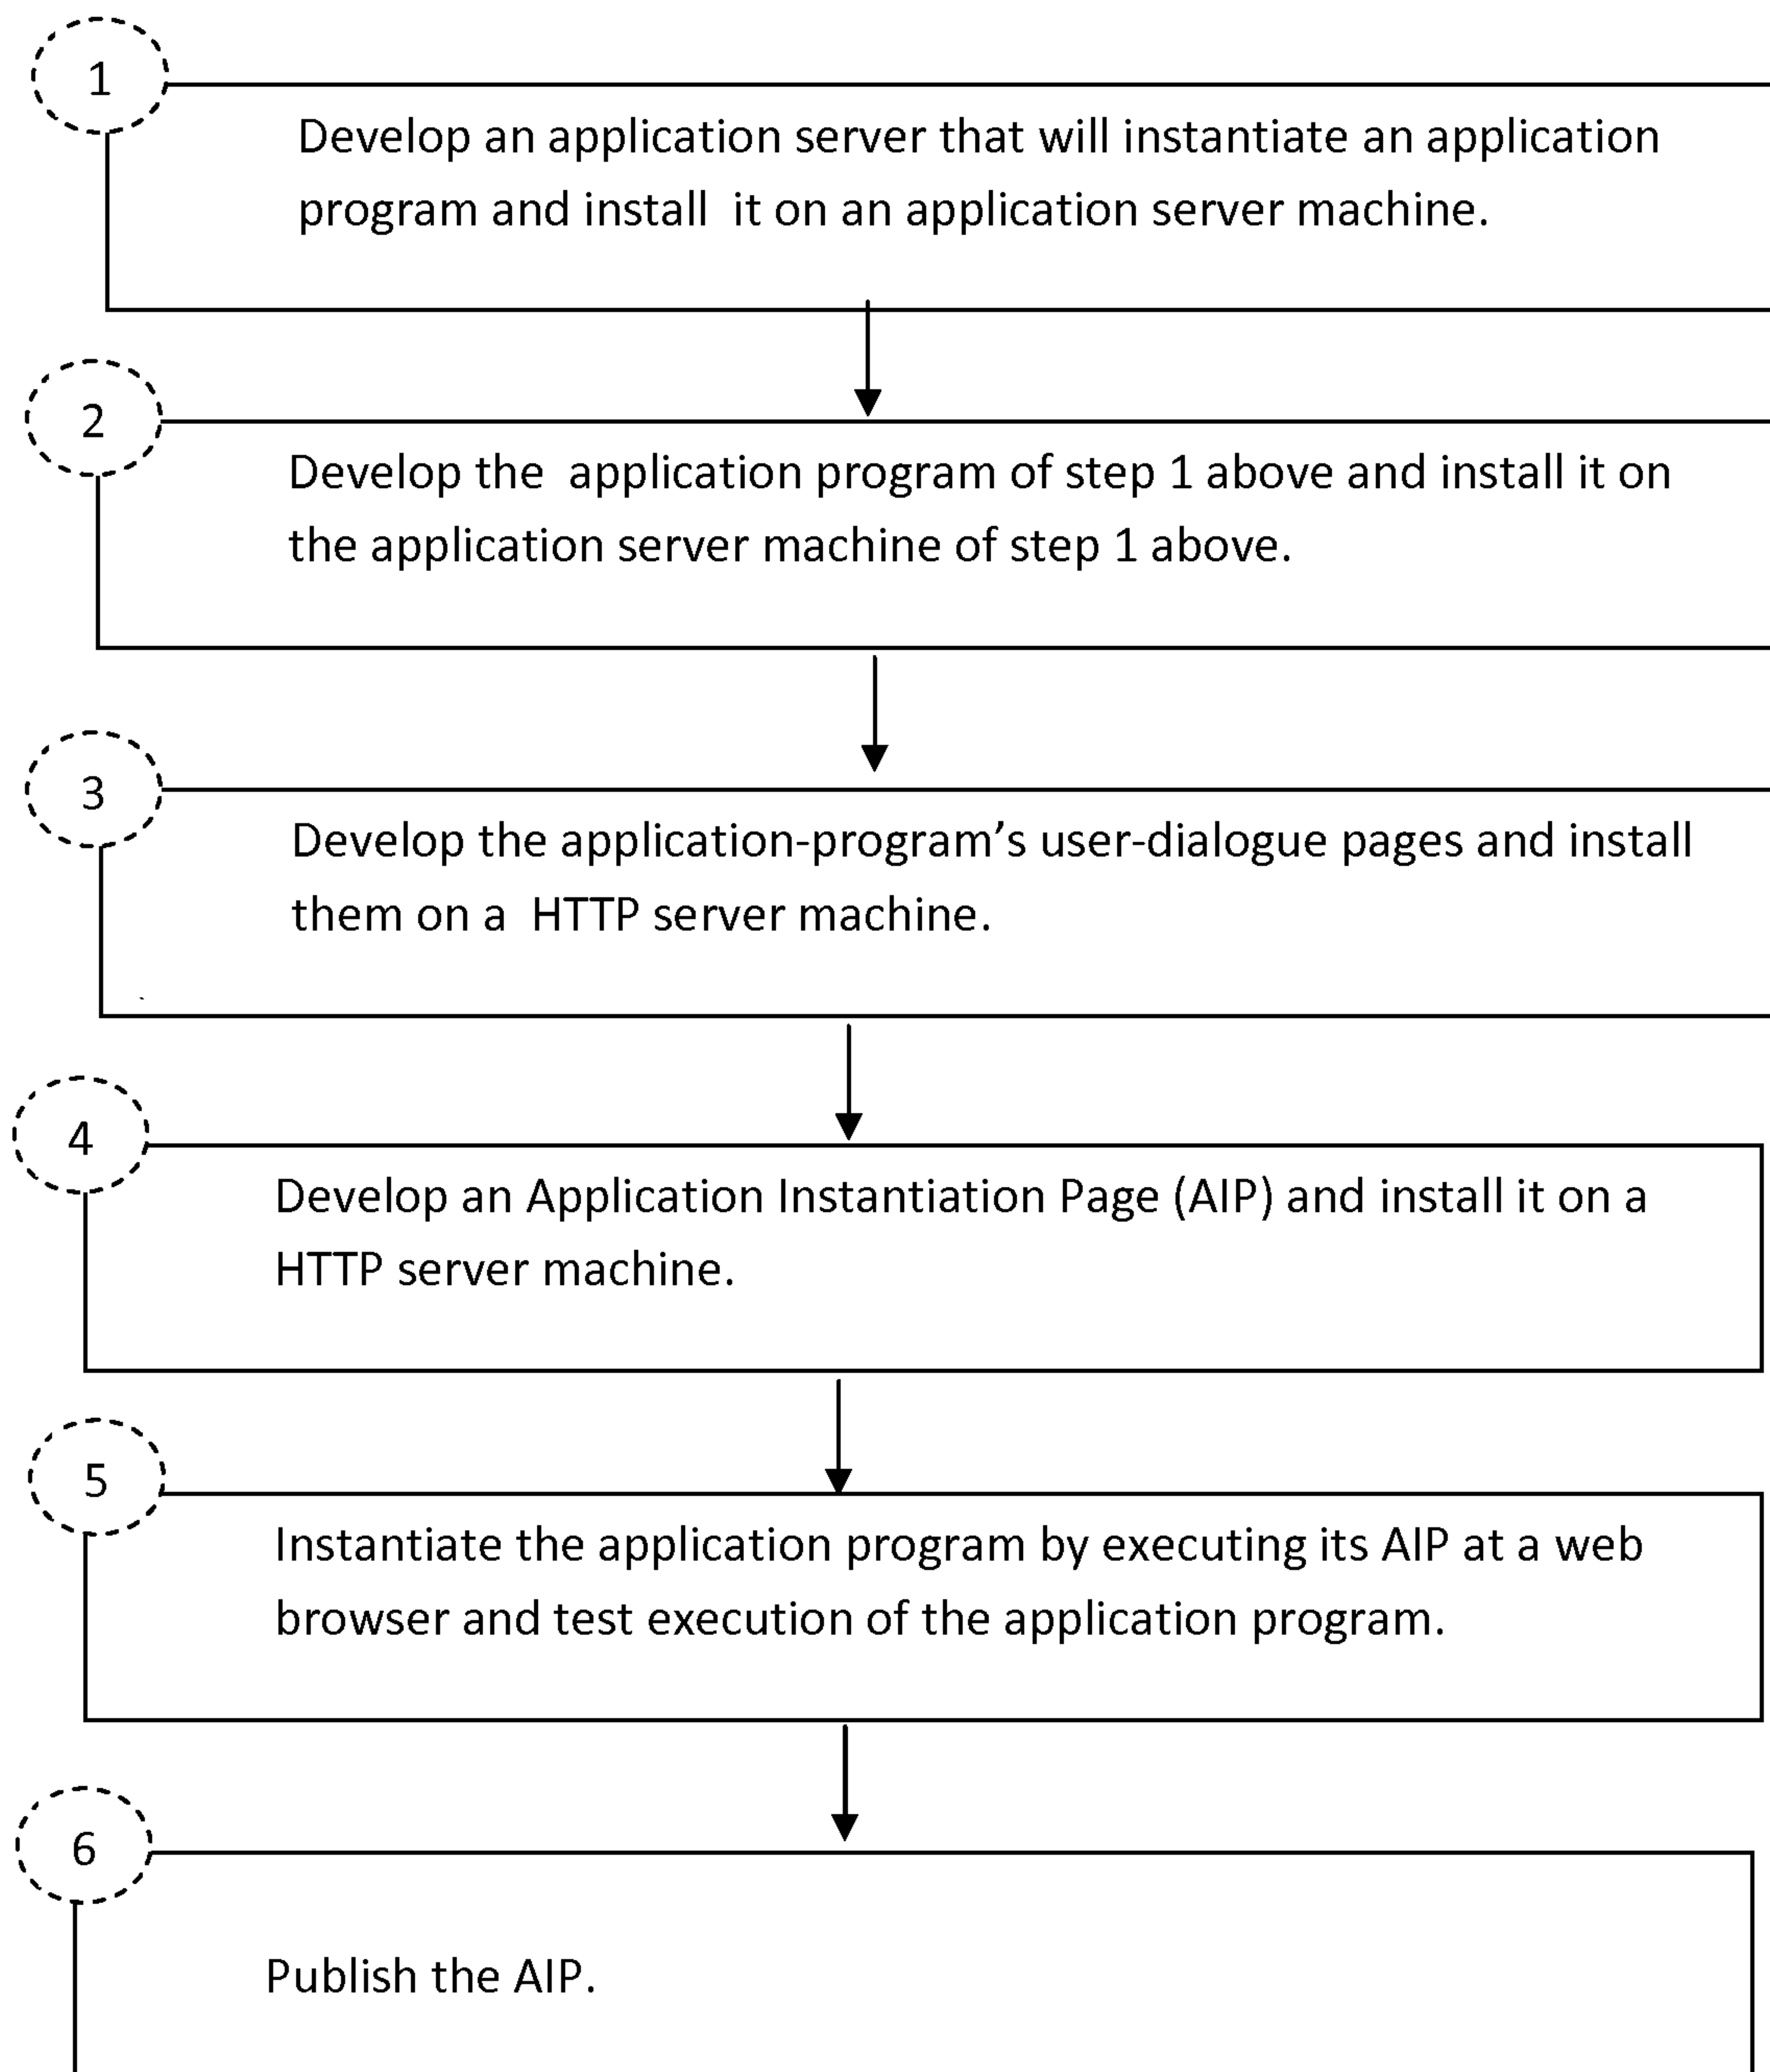 1
Develop an application server that will instantiate an application
program and install it on an application server machine.
2
Develop the application program of step 1 above and install it on
the application server machine of step 1 above.
3
Develop the application-program’s user-dialogue pages and install
them on a HTTP server machine.
4
Develop an Application Instantiation Page (AIP) and install it on a
HTTP server machine.
5
Instantiate the application program by executing its AIP at a web
browser and test execution of the application program.
6
Publish the AIP.